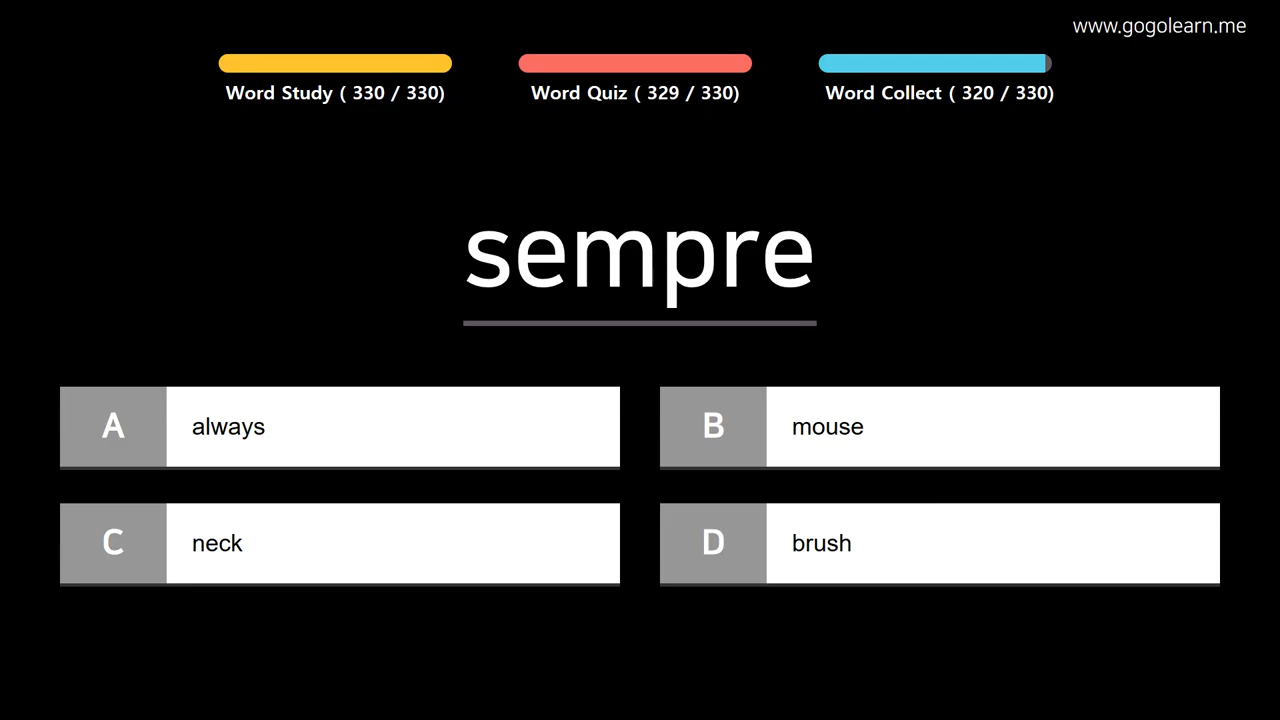 www.gogolearn.me
Word Study ( 330 / 330)
Word Quiz ( 329 / 330)
Word Collect ( 320 / 330)
sempre
A always
B mouse
C neck
D brush